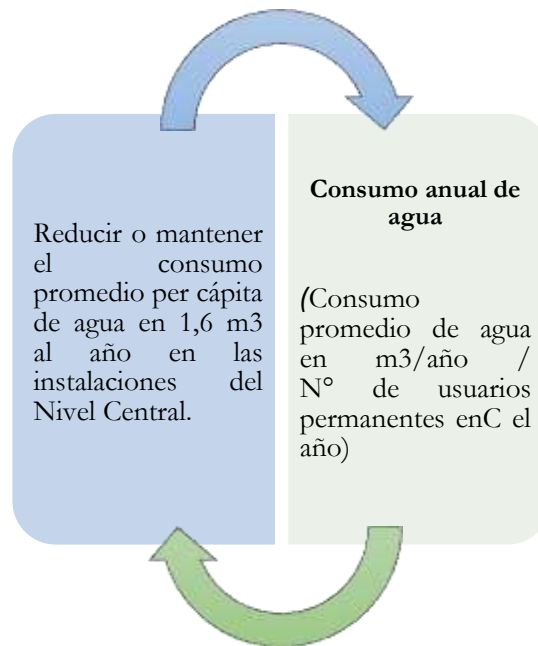 Reducir o mantener
el consumo
promedio per cápita
de agua en 1,6 m3
al año en las
instalaciones del
Nivel Central.
Consumo anual de
agua
(Consumo
promedio de agua
en m3/año /
N° de usuarios
permanentes enC el
año)